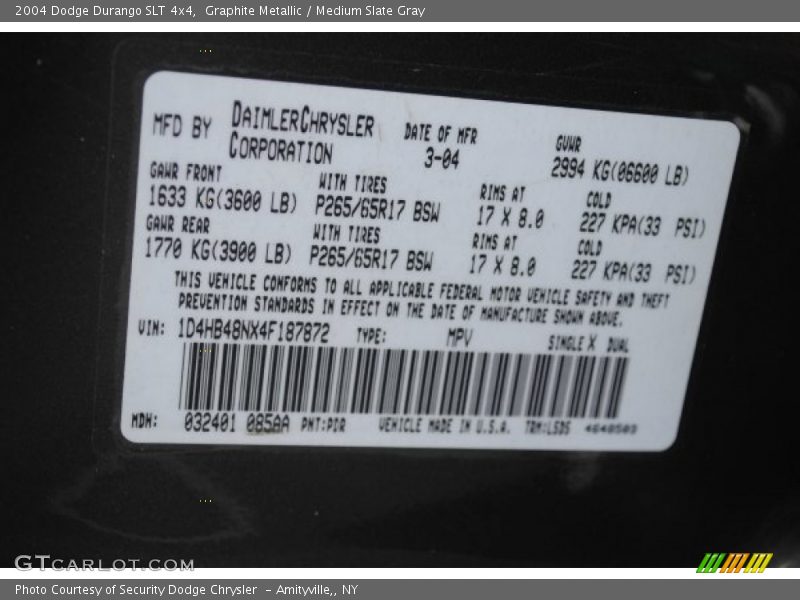 2004 Dodge Durango SLT 4x4, Graphite Metallic / Medium Slate Gray
MFD BY DAIMLERCHRYSLER CORPORATION DATE OF MFR 3-04 GVWR 2994 KG(06600 LB)
GAWR FRONT WITH TIRES RIMS AT COLD
1633 KG(3600 LB) P265/65R17 BSW 17 X 8.0 227 KPA(33 PSI)
GAWR REAR WITH TIRES RIMS AT COLD
1770 KG(3900 LB) P265/65R17 BSW 17 X 8.0 227 KPA(33 PSI)
THIS VEHICLE CONFORMS TO ALL APPLICABLE FEDERAL MOTOR VEHICLE SAFETY AND THEFT
PREVENTION STANDARDS IN EFFECT ON THE DATE OF MANUFACTURE SHOWN ABOVE.
VIN: 1D4HB48NX4F187872 TYPE: MPV SINGLE X DUAL
MDH: 032401 085AA PNT:PDR VEHICLE MADE IN U.S.A. TRM:LSDS
GTCARLOT.COM
Photo Courtesy of Security Dodge Chrysler - Amityville,, NY